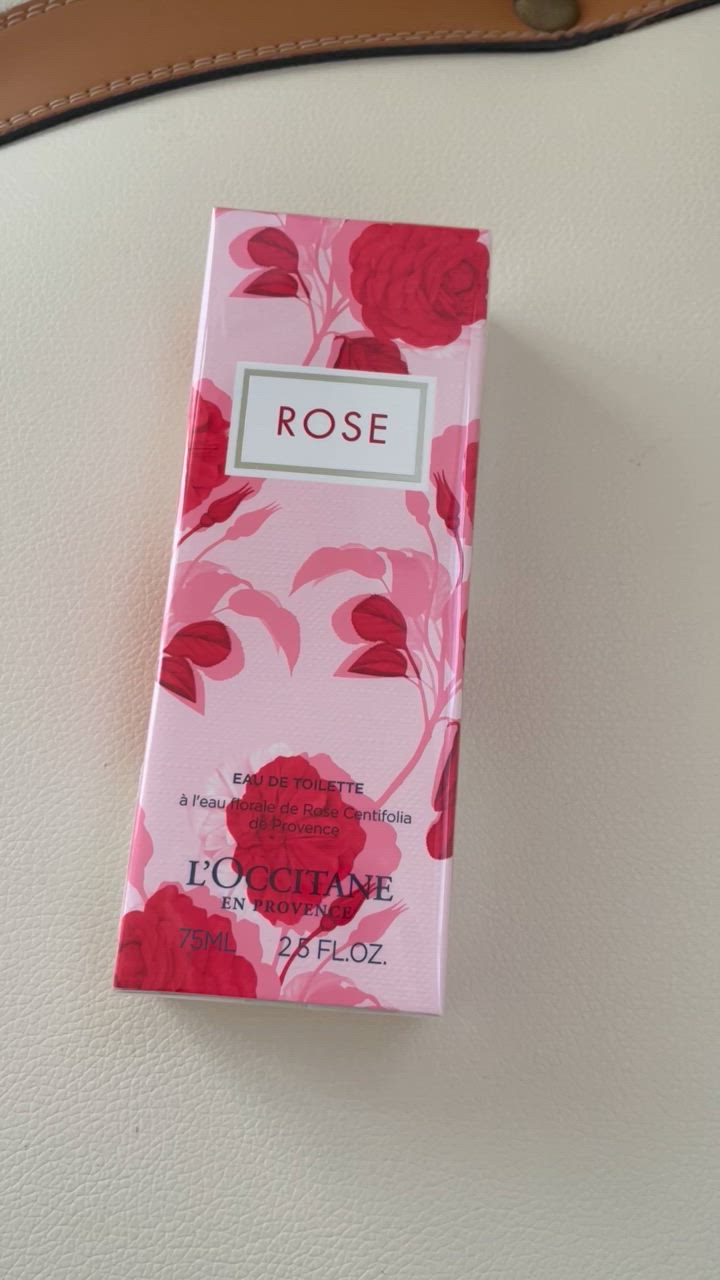 ROSE
EAU DE TOILETTE
à l'eau florale de Rose Centifolia
de Provence
L'OCCITANE
EN PROVENCE
75ML 2.5 FL.OZ.